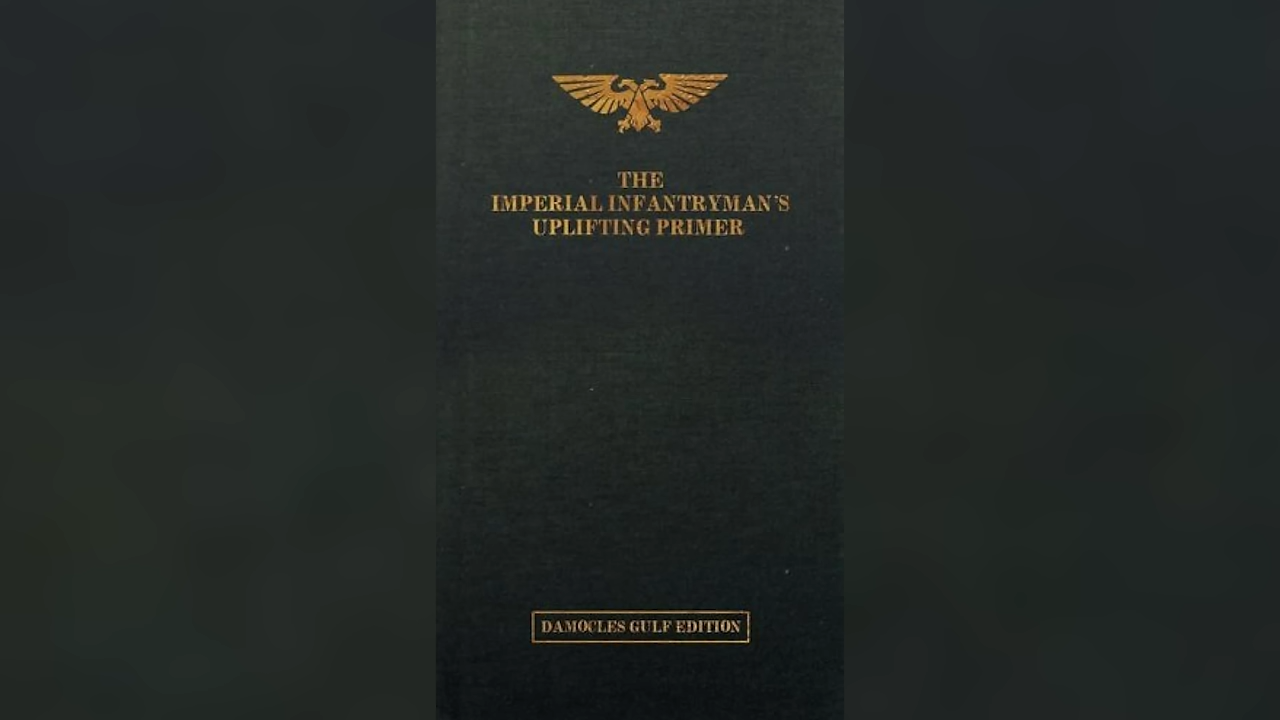 THE
IMPERIAL INFANTRYMAN'S
UPLIFTING PRIMER
DAMOCLES GULF EDITION